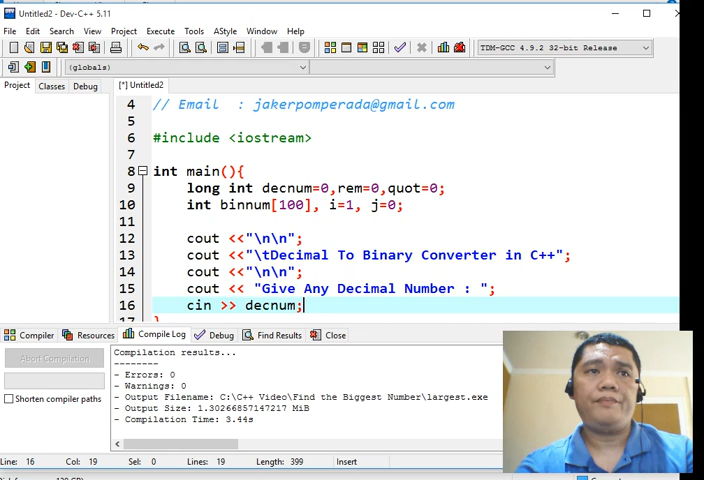 Untitled2 - Dev-C++ 5.11
File Edit Search View Project Execute Tools AStyle Window Help
TDM-GCC 4.9.2 32-bit Release
(globals)
Project Classes Debug
[*] Untitled2
4 // Email : jakerpomperada@gmail.com
5
6 #include <iostream>
7
8 int main(){
9 long int decnum=0,rem=0,quot=0;
10 int binnum[100], i=1, j=0;
11
12 cout <<"\n\n";
13 cout <<"\tDecimal To Binary Converter in C++";
14 cout <<"\n\n";
15 cout << "Give Any Decimal Number : ";
16 cin >> decnum;
17 }
Compiler Resources Compile Log Debug Find Results Close
Abort Compilation
Shorten compiler paths
Compilation results...
--------
- Errors: 0
- Warnings: 0
- Output Filename: C:\C++ Video\Find the Biggest Number\largest.exe
- Output Size: 1.30266857147217 MiB
- Compilation Time: 3.44s
Line: 16 Col: 19 Sel: 0 Lines: 19 Length: 399 Insert